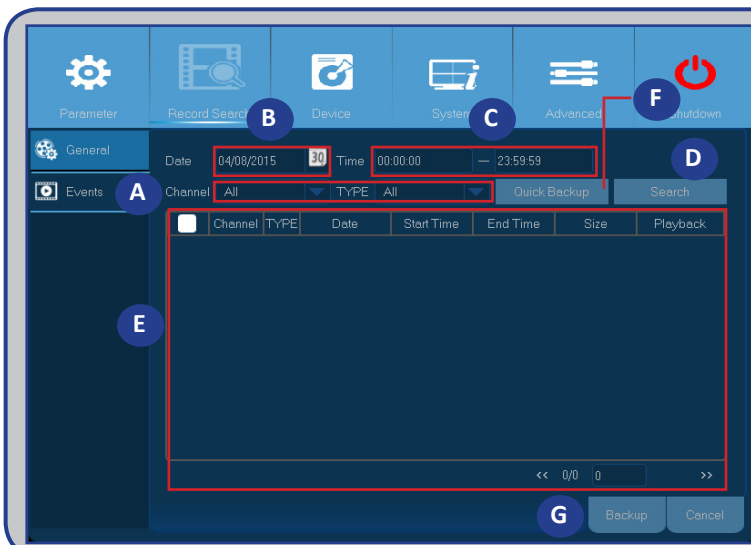 Parameter Record Search Device System Advanced Shutdown
B C F
General
Date 04/08/2015 30 Time 00:00:00 — 23:59:59 D
Events A Channel All TYPE All Quick Backup Search
Channel TYPE Date Start Time End Time Size Playback
E
<< 0/0 0 >>
G Backup Cancel